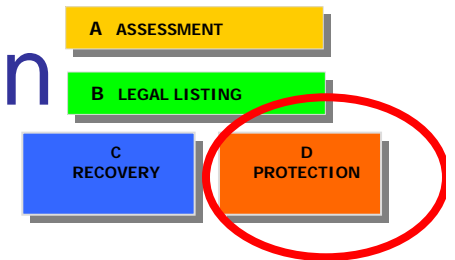 A ASSESSMENT
n
B LEGAL LISTING
C
RECOVERY
D
PROTECTION